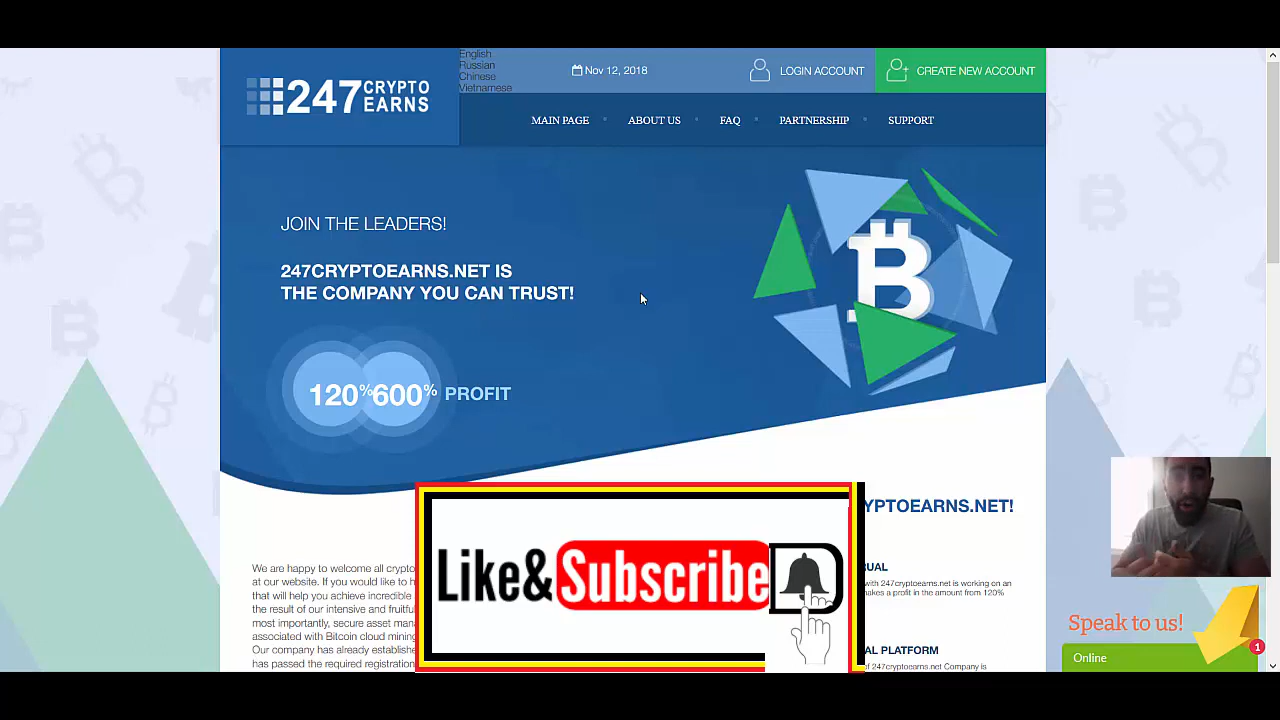 247 CRYPTO
EARNS
English
Russian
Chinese
Vietnamese
Nov 12, 2018
LOGIN ACCOUNT
CREATE NEW ACCOUNT
MAIN PAGE
ABOUT US
FAQ
PARTNERSHIP
SUPPORT
JOIN THE LEADERS!
247CRYPTOEARNS.NET IS
THE COMPANY YOU CAN TRUST!
120% 600% PROFIT
YPTOEARNS.NET!
We are happy to welcome all crypto
at our website. If you would like to h
that will help you achieve incredible
the result of our intensive and fruitfu
most importantly, secure asset mana
associated with Bitcoin cloud mining
Our company has already establishe
has passed the required registration
RUAL
with 247cryptoearns.net is working on an
akes a profit in the amount from 120%
AL PLATFORM
of 247cryptoearns.net Company is
Like& Subscribe
Speak to us!
1
Online